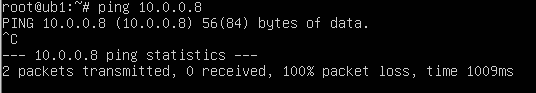 root@ub1:~# ping 10.0.0.8
PING 10.0.0.8 (10.0.0.8) 56(84) bytes of data.
^C
--- 10.0.0.8 ping statistics ---
2 packets transmitted, 0 received, 100% packet loss, time 1009ms